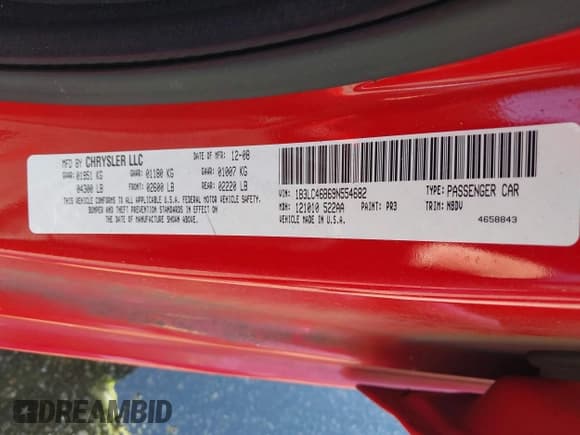 MFD BY CHRYSLER LLC DATE OF MFR: 12-08
GVWR: 01951 KG GAWR: 01180 KG GAWR: 01007 KG
04300 LB FRONT: 02600 LB REAR: 02220 LB
THIS VEHICLE CONFORMS TO ALL APPLICABLE U.S.A. FEDERAL MOTOR VEHICLE SAFETY,
BUMPER AND THEFT PREVENTION STANDARDS IN EFFECT ON
THE DATE OF MANUFACTURE SHOWN ABOVE.
VIN: 1B3LC46B69N554682 TYPE: PASSENGER CAR
MDH: 121010 522AA PAINT: PR3 TRIM: N8DV
VEHICLE MADE IN U.S.A. 4658843
DREAMBID